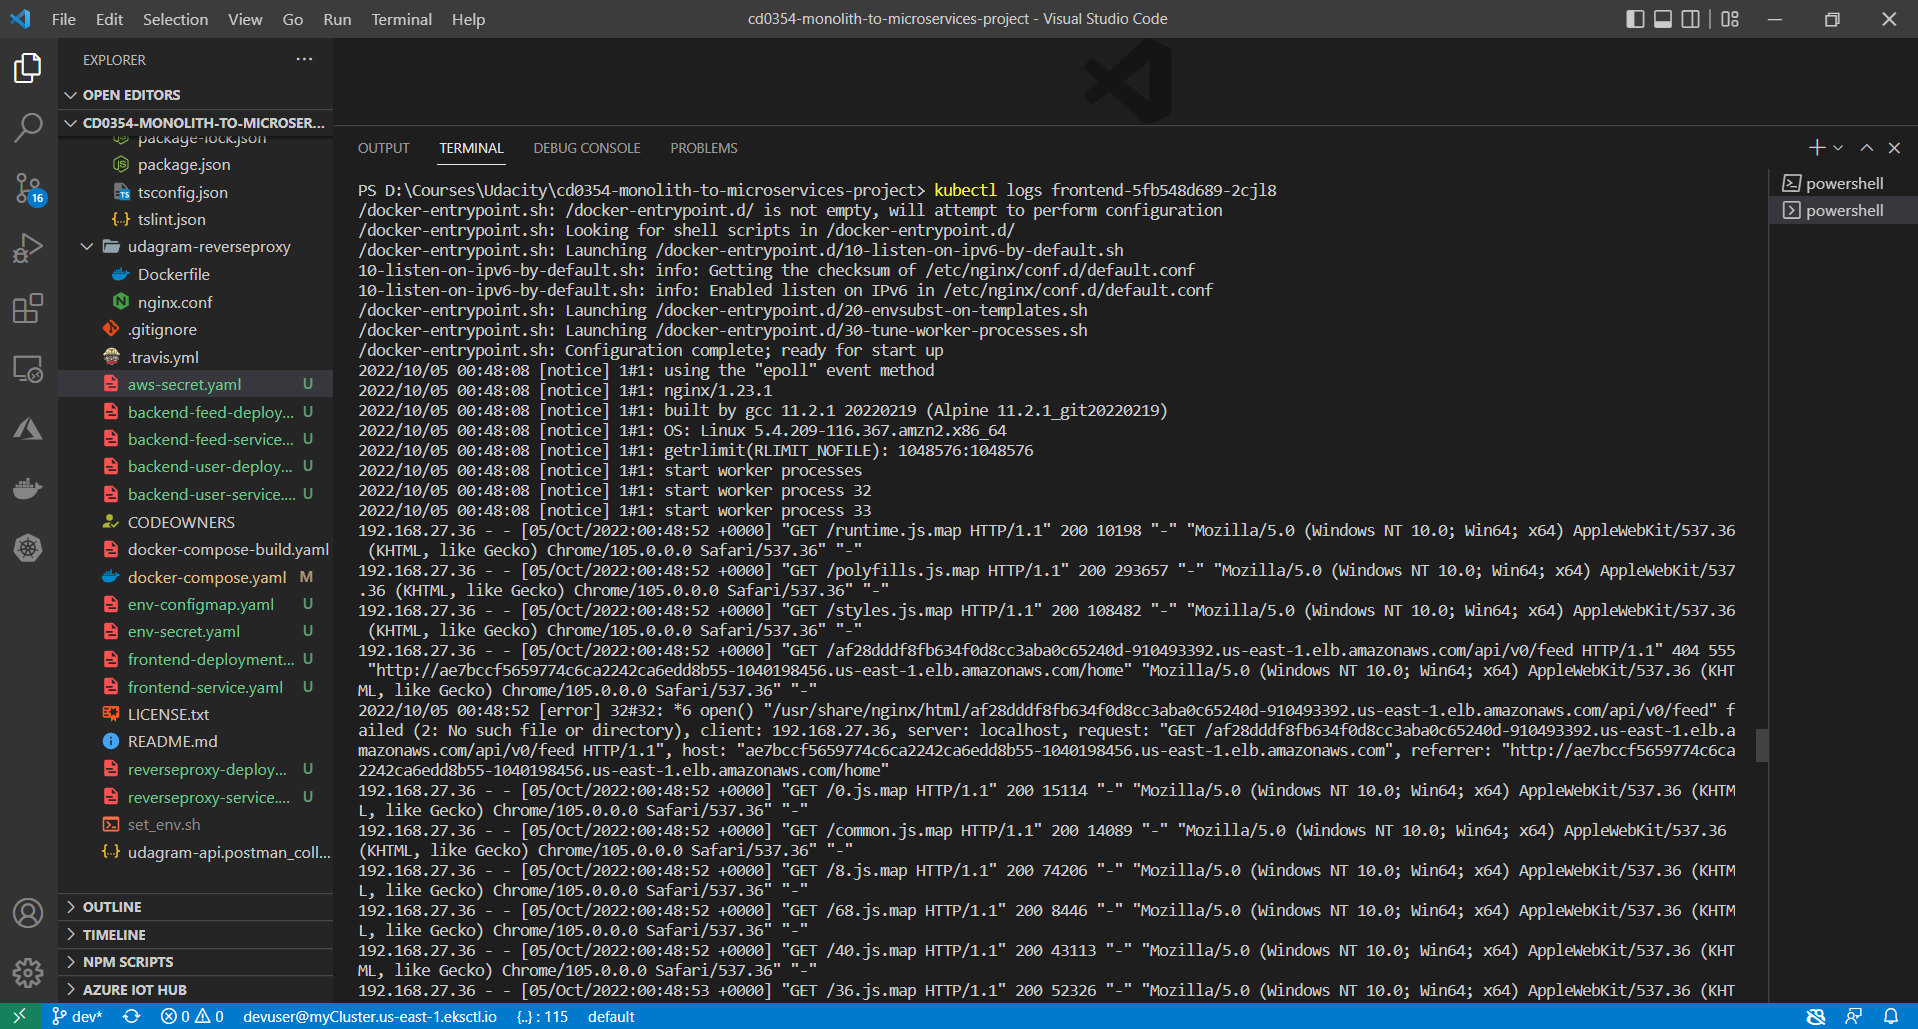 File Edit Selection View Go Run Terminal Help
cd0354-monolith-to-microservices-project - Visual Studio Code
EXPLORER
OPEN EDITORS
CD0354-MONOLITH-TO-MICROSER...
package-lock.json
package.json
tsconfig.json
tslint.json
udagram-reverseproxy
Dockerfile
nginx.conf
.gitignore
.travis.yml
aws-secret.yaml U
backend-feed-deploy... U
backend-feed-service... U
backend-user-deploy... U
backend-user-service.... U
CODEOWNERS
docker-compose-build.yaml
docker-compose.yaml M
env-configmap.yaml U
env-secret.yaml U
frontend-deployment... U
frontend-service.yaml U
LICENSE.txt
README.md
reverseproxy-deploy... U
reverseproxy-service.... U
set_env.sh
udagram-api.postman_coll...
OUTLINE
TIMELINE
NPM SCRIPTS
AZURE IOT HUB
16
OUTPUT TERMINAL DEBUG CONSOLE PROBLEMS
PS D:\Courses\Udacity\cd0354-monolith-to-microservices-project> kubectl logs frontend-5fb548d689-2cjl8
/docker-entrypoint.sh: /docker-entrypoint.d/ is not empty, will attempt to perform configuration
/docker-entrypoint.sh: Looking for shell scripts in /docker-entrypoint.d/
/docker-entrypoint.sh: Launching /docker-entrypoint.d/10-listen-on-ipv6-by-default.sh
10-listen-on-ipv6-by-default.sh: info: Getting the checksum of /etc/nginx/conf.d/default.conf
10-listen-on-ipv6-by-default.sh: info: Enabled listen on IPv6 in /etc/nginx/conf.d/default.conf
/docker-entrypoint.sh: Launching /docker-entrypoint.d/20-envsubst-on-templates.sh
/docker-entrypoint.sh: Launching /docker-entrypoint.d/30-tune-worker-processes.sh
/docker-entrypoint.sh: Configuration complete; ready for start up
2022/10/05 00:48:08 [notice] 1#1: using the "epoll" event method
2022/10/05 00:48:08 [notice] 1#1: nginx/1.23.1
2022/10/05 00:48:08 [notice] 1#1: built by gcc 11.2.1 20220219 (Alpine 11.2.1_git20220219)
2022/10/05 00:48:08 [notice] 1#1: OS: Linux 5.4.209-116.367.amzn2.x86_64
2022/10/05 00:48:08 [notice] 1#1: getrlimit(RLIMIT_NOFILE): 1048576:1048576
2022/10/05 00:48:08 [notice] 1#1: start worker processes
2022/10/05 00:48:08 [notice] 1#1: start worker process 32
2022/10/05 00:48:08 [notice] 1#1: start worker process 33
192.168.27.36 - - [05/Oct/2022:00:48:52 +0000] "GET /runtime.js.map HTTP/1.1" 200 10198 "-" "Mozilla/5.0 (Windows NT 10.0; Win64; x64) AppleWebKit/537.36
(KHTML, like Gecko) Chrome/105.0.0.0 Safari/537.36" "-"
192.168.27.36 - - [05/Oct/2022:00:48:52 +0000] "GET /polyfills.js.map HTTP/1.1" 200 293657 "-" "Mozilla/5.0 (Windows NT 10.0; Win64; x64) AppleWebKit/537
.36 (KHTML, like Gecko) Chrome/105.0.0.0 Safari/537.36" "-"
192.168.27.36 - - [05/Oct/2022:00:48:52 +0000] "GET /styles.js.map HTTP/1.1" 200 108482 "-" "Mozilla/5.0 (Windows NT 10.0; Win64; x64) AppleWebKit/537.36
(KHTML, like Gecko) Chrome/105.0.0.0 Safari/537.36" "-"
192.168.27.36 - - [05/Oct/2022:00:48:52 +0000] "GET /af28dddf8fb634f0d8cc3aba0c65240d-910493392.us-east-1.elb.amazonaws.com/api/v0/feed HTTP/1.1" 404 555
"http://ae7bccf5659774c6ca2242ca6edd8b55-1040198456.us-east-1.elb.amazonaws.com/home" "Mozilla/5.0 (Windows NT 10.0; Win64; x64) AppleWebKit/537.36 (KHT
ML, like Gecko) Chrome/105.0.0.0 Safari/537.36" "-"
2022/10/05 00:48:52 [error] 32#32: *6 open() "/usr/share/nginx/html/af28dddf8fb634f0d8cc3aba0c65240d-910493392.us-east-1.elb.amazonaws.com/api/v0/feed" f
ailed (2: No such file or directory), client: 192.168.27.36, server: localhost, request: "GET /af28dddf8fb634f0d8cc3aba0c65240d-910493392.us-east-1.elb.a
mazonaws.com/api/v0/feed HTTP/1.1", host: "ae7bccf5659774c6ca2242ca6edd8b55-1040198456.us-east-1.elb.amazonaws.com", referrer: "http://ae7bccf5659774c6ca
2242ca6edd8b55-1040198456.us-east-1.elb.amazonaws.com/home"
192.168.27.36 - - [05/Oct/2022:00:48:52 +0000] "GET /0.js.map HTTP/1.1" 200 15114 "-" "Mozilla/5.0 (Windows NT 10.0; Win64; x64) AppleWebKit/537.36 (KHTM
L, like Gecko) Chrome/105.0.0.0 Safari/537.36" "-"
192.168.27.36 - - [05/Oct/2022:00:48:52 +0000] "GET /common.js.map HTTP/1.1" 200 14089 "-" "Mozilla/5.0 (Windows NT 10.0; Win64; x64) AppleWebKit/537.36
(KHTML, like Gecko) Chrome/105.0.0.0 Safari/537.36" "-"
192.168.27.36 - - [05/Oct/2022:00:48:52 +0000] "GET /8.js.map HTTP/1.1" 200 74206 "-" "Mozilla/5.0 (Windows NT 10.0; Win64; x64) AppleWebKit/537.36 (KHTM
L, like Gecko) Chrome/105.0.0.0 Safari/537.36" "-"
192.168.27.36 - - [05/Oct/2022:00:48:52 +0000] "GET /68.js.map HTTP/1.1" 200 8446 "-" "Mozilla/5.0 (Windows NT 10.0; Win64; x64) AppleWebKit/537.36 (KHTM
L, like Gecko) Chrome/105.0.0.0 Safari/537.36" "-"
192.168.27.36 - - [05/Oct/2022:00:48:52 +0000] "GET /40.js.map HTTP/1.1" 200 43113 "-" "Mozilla/5.0 (Windows NT 10.0; Win64; x64) AppleWebKit/537.36 (KHT
ML, like Gecko) Chrome/105.0.0.0 Safari/537.36" "-"
192.168.27.36 - - [05/Oct/2022:00:48:53 +0000] "GET /36.js.map HTTP/1.1" 200 52326 "-" "Mozilla/5.0 (Windows NT 10.0; Win64; x64) AppleWebKit/537.36 (KHT
powershell
powershell
dev* 0 0 devuser@myCluster.us-east-1.eksctl.io {..} : 115 default